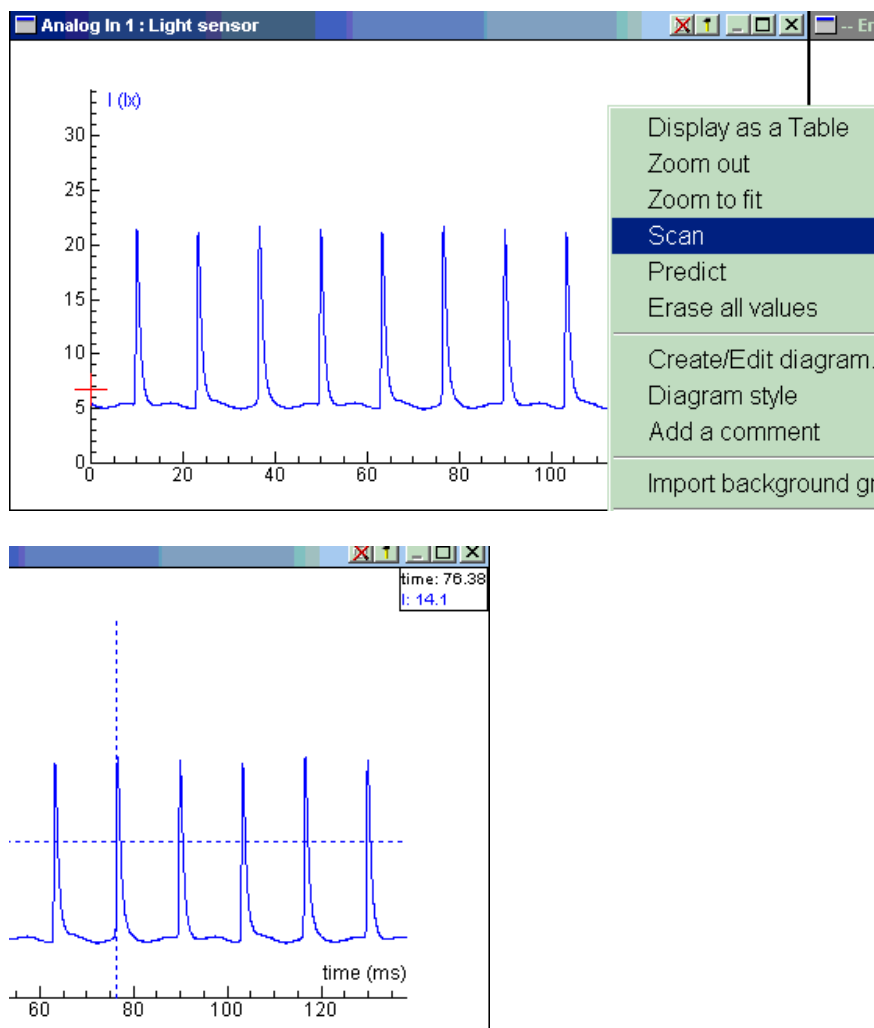 Analog In 1 : Light sensor
-- Er
I (lx)
30
25
20
15
10
5
0
0 20 40 60 80 100
Display as a Table
Zoom out
Zoom to fit
Scan
Predict
Erase all values
Create/Edit diagram.
Diagram style
Add a comment
Import background gr
time: 76.38
I: 14.1
time (ms)
60 80 100 120